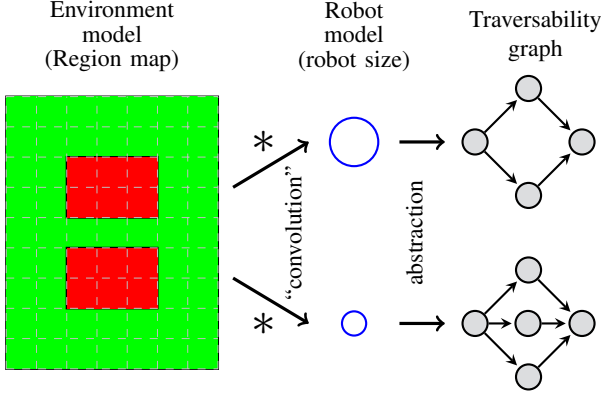 Environment
model
(Region map)
Robot
model
(robot size)
Traversability
graph
*
“convolution”
abstraction
*